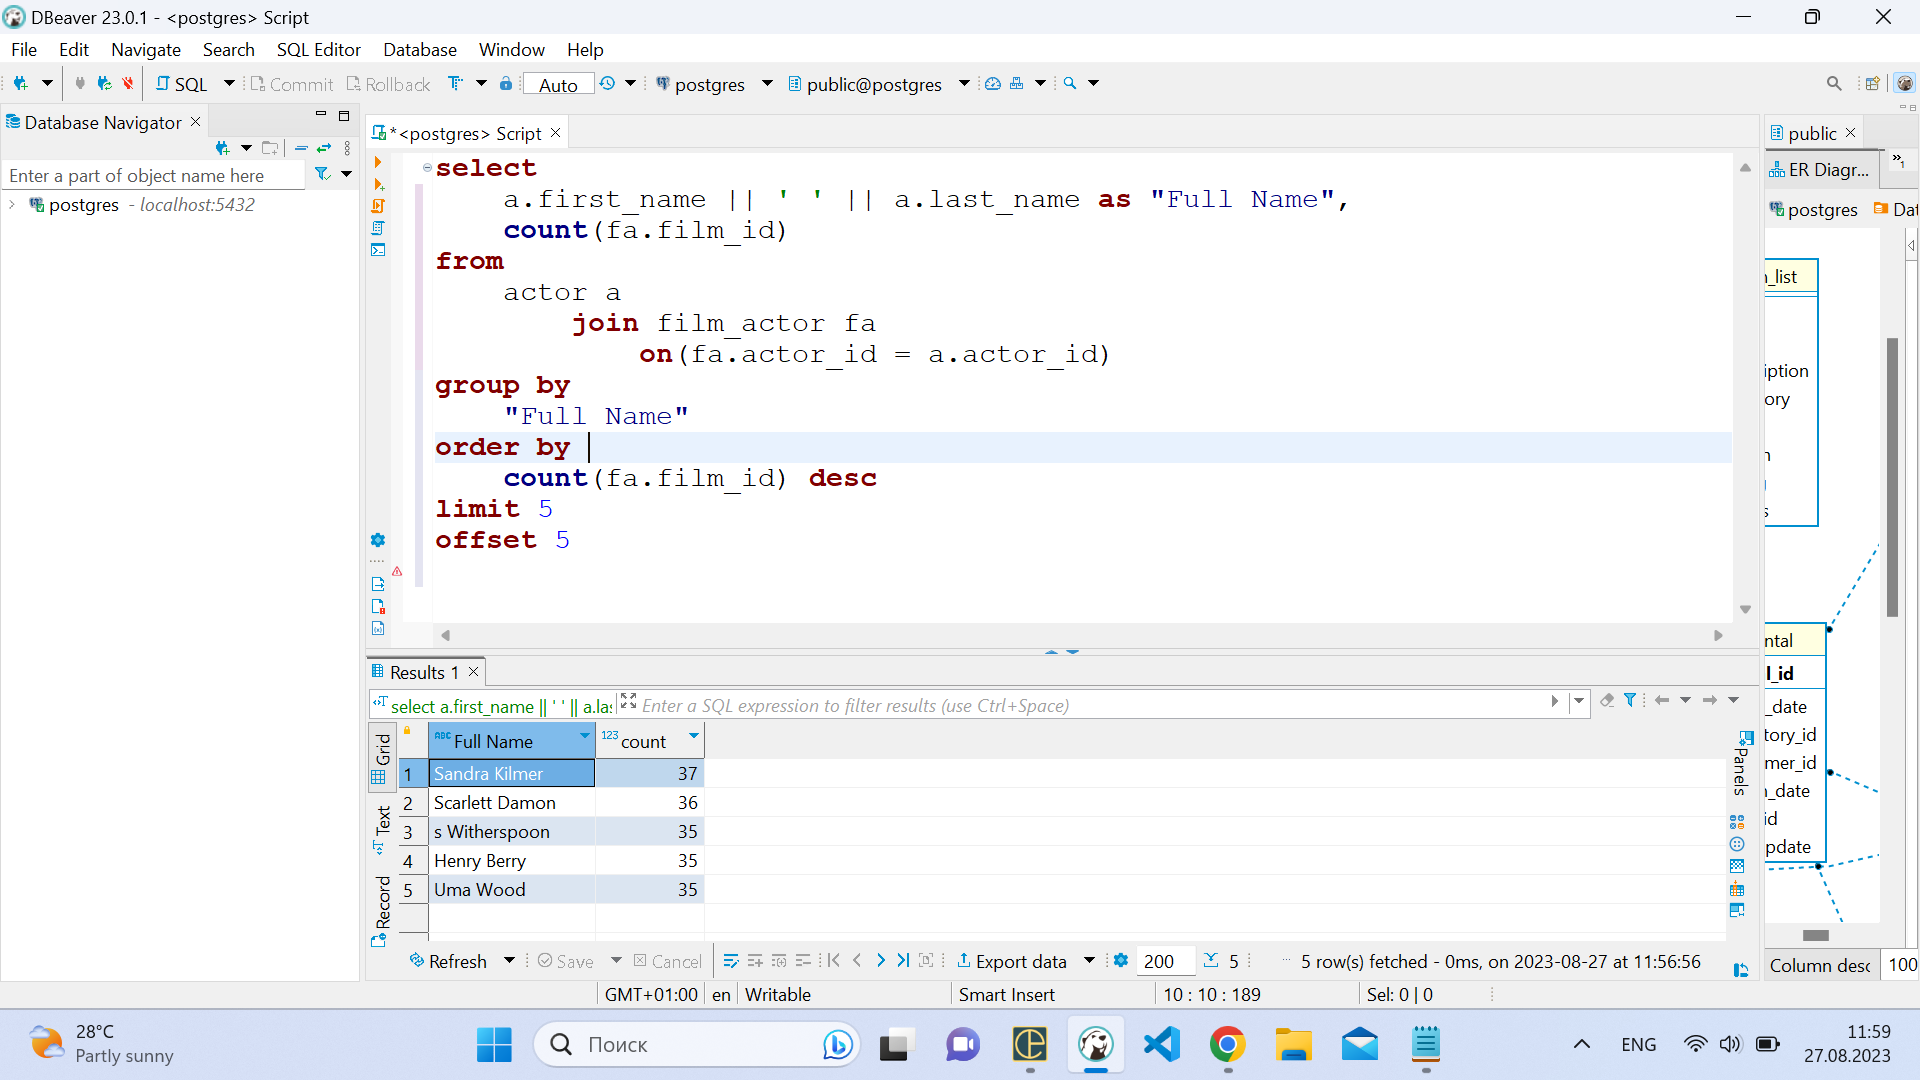 DBeaver 23.0.1 - <postgres> Script
File Edit Navigate Search SQL Editor Database Window Help
SQL Commit Rollback Auto postgres public@postgres
Database Navigator
Enter a part of object name here
postgres - localhost:5432
*<postgres> Script
select
a.first_name || ' ' || a.last_name as "Full Name",
count(fa.film_id)
from
actor a
join film_actor fa
on(fa.actor_id = a.actor_id)
group by
"Full Name"
order by
count(fa.film_id) desc
limit 5
offset 5
public
ER Diagr...
»1
postgres Dat
_list
iption
ory
ntal
l_id
_date
tory_id
mer_id
_date
id
pdate
Column desc 100
Results 1
select a.first_name || ' ' || a.las
Enter a SQL expression to filter results (use Ctrl+Space)
Grid
Text
Record
Panels
ABC Full Name 123 count
1 Sandra Kilmer 37
2 Scarlett Damon 36
3 s Witherspoon 35
4 Henry Berry 35
5 Uma Wood 35
Refresh Save Cancel Export data 200 5 5 row(s) fetched - 0ms, on 2023-08-27 at 11:56:56
GMT+01:00 en Writable Smart Insert 10 : 10 : 189 Sel: 0 | 0
28°C
Partly sunny
Поиск
ENG
11:59
27.08.2023